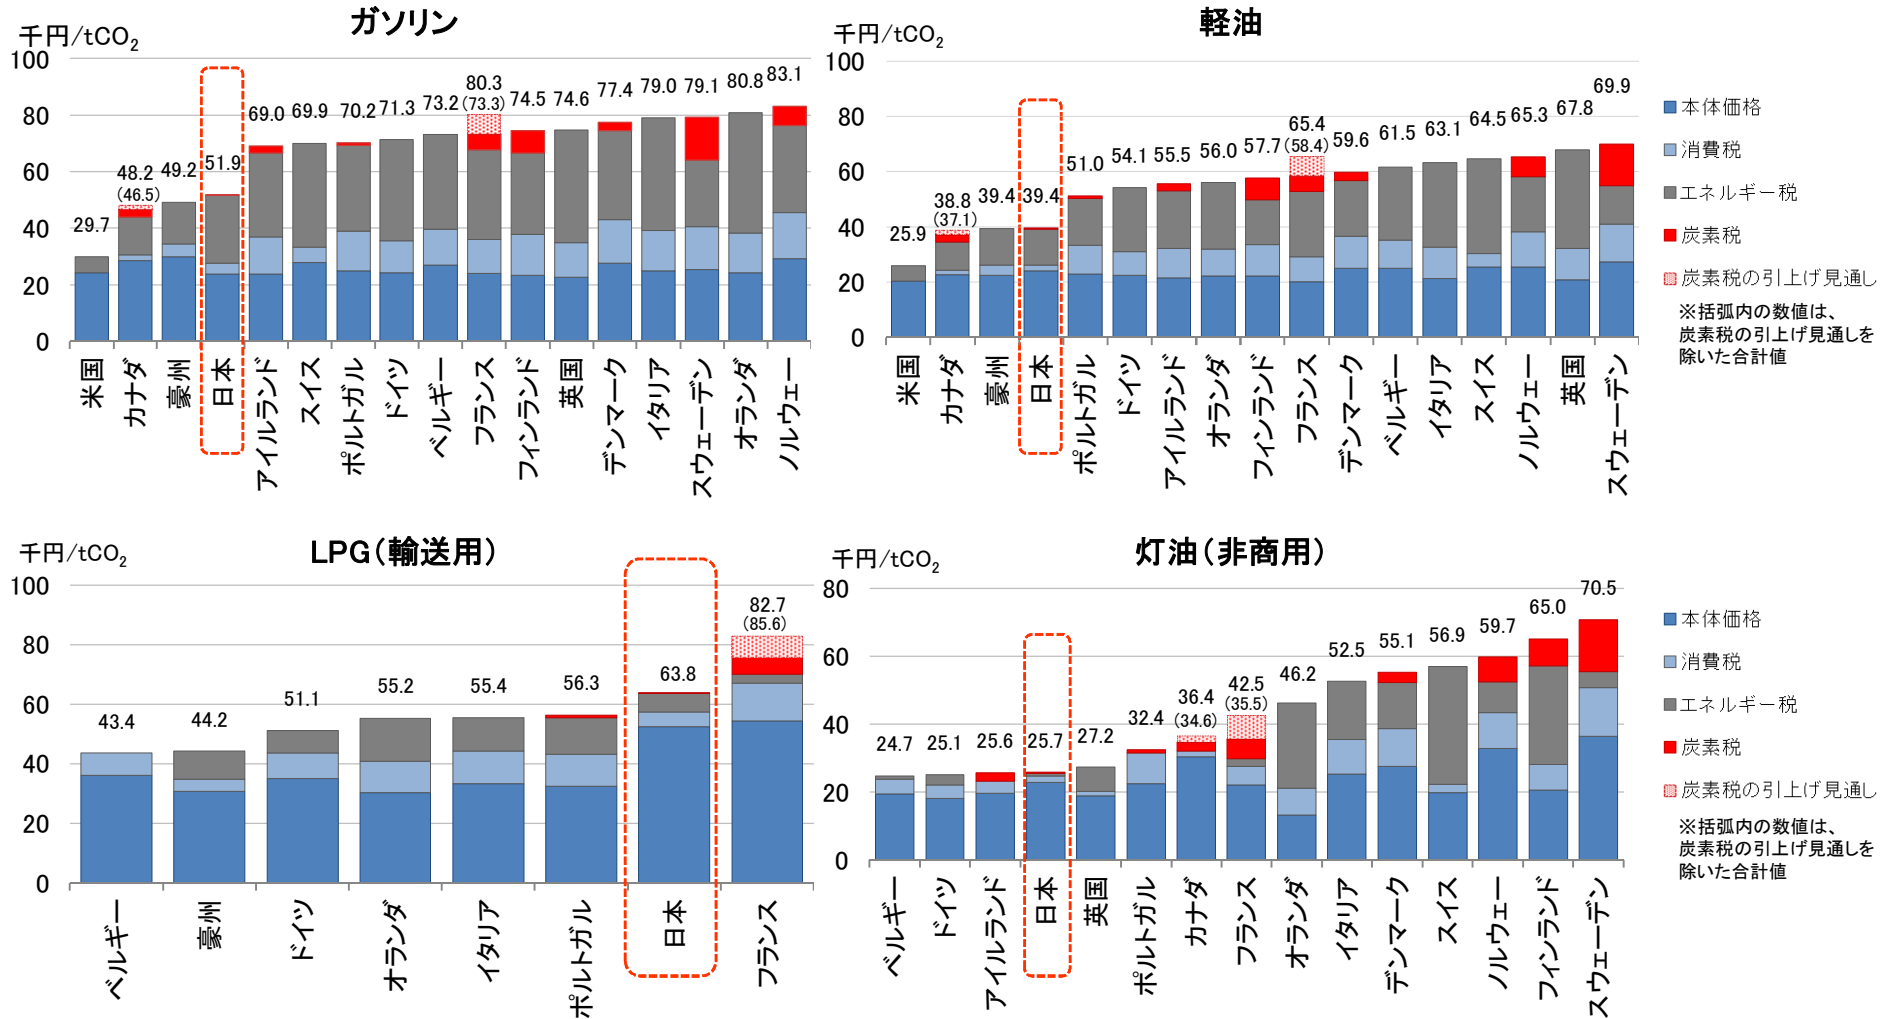 ガソリン
千円/tCO2
100
80
60
40
20
0
29.7
48.2
(46.5)
49.2
51.9
69.0
69.9
70.2
71.3
73.2
80.3
(73.3)
74.5
74.6
77.4
79.0
79.1
80.8
83.1
米国
カナダ
豪州
日本
アイルランド
スイス
ポルトガル
ドイツ
ベルギー
フランス
フィンランド
英国
デンマーク
イタリア
スウェーデン
オランダ
ノルウェー
軽油
千円/tCO2
100
80
60
40
20
0
25.9
38.8
(37.1)
39.4
39.4
51.0
54.1
55.5
56.0
57.7
65.4
(58.4)
59.6
61.5
63.1
64.5
65.3
67.8
69.9
米国
カナダ
豪州
日本
ポルトガル
ドイツ
アイルランド
オランダ
フィンランド
フランス
デンマーク
ベルギー
イタリア
スイス
ノルウェー
英国
スウェーデン
本体価格
消費税
エネルギー税
炭素税
炭素税の引上げ見通し
※括弧内の数値は、
炭素税の引上げ見通しを
除いた合計値
LPG(輸送用)
千円/tCO2
100
80
60
40
20
0
43.4
44.2
51.1
55.2
55.4
56.3
63.8
82.7
(85.6)
ベルギー
豪州
ドイツ
オランダ
イタリア
ポルトガル
日本
フランス
灯油(非商用)
千円/tCO2
80
60
40
20
0
24.7
25.1
25.6
25.7
27.2
32.4
36.4
(34.6)
42.5
(35.5)
46.2
52.5
55.1
56.9
59.7
65.0
70.5
ベルギー
ドイツ
アイルランド
日本
英国
ポルトガル
カナダ
フランス
オランダ
イタリア
デンマーク
スイス
ノルウェー
フィンランド
スウェーデン
本体価格
消費税
エネルギー税
炭素税
炭素税の引上げ見通し
※括弧内の数値は、
炭素税の引上げ見通しを
除いた合計値